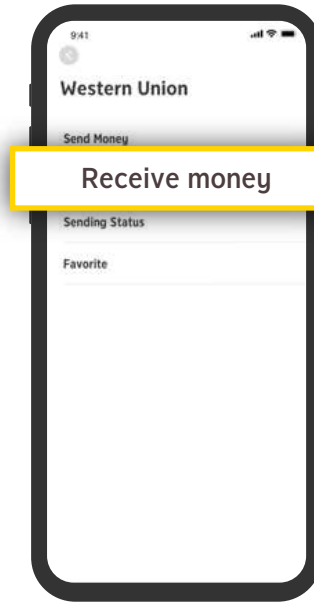 9:41
Western Union
Send Money
Receive money
Sending Status
Favorite